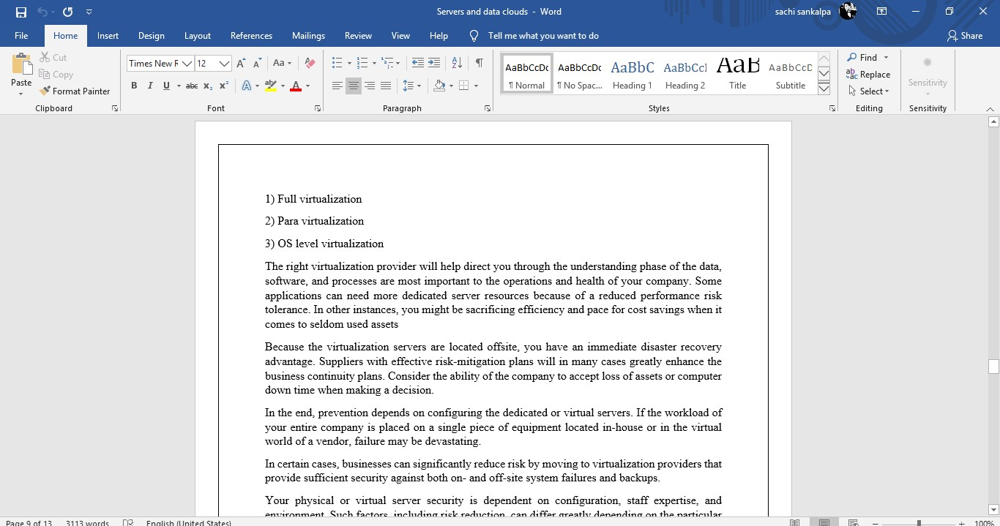 Servers and data clouds - Word
sachi sankalpa
File Home Insert Design Layout References Mailings Review View Help Tell me what you want to do Share
Paste
Cut
Copy
Format Painter
Clipboard
Times New R 12 A A Aa
B I U abc x₂ x² A ab A
Font
Paragraph
AaBbCcDc AaBbCcDc AaBbC AaBbCcI AaB AaBbCcD
¶ Normal ¶ No Spac... Heading 1 Heading 2 Title Subtitle
Styles
Find
Replace
Select
Editing
Sensitivity
Sensitivity
1) Full virtualization
2) Para virtualization
3) OS level virtualization
The right virtualization provider will help direct you through the understanding phase of the data,
software, and processes are most important to the operations and health of your company. Some
applications can need more dedicated server resources because of a reduced performance risk
tolerance. In other instances, you might be sacrificing efficiency and pace for cost savings when it
comes to seldom used assets
Because the virtualization servers are located offsite, you have an immediate disaster recovery
advantage. Suppliers with effective risk-mitigation plans will in many cases greatly enhance the
business continuity plans. Consider the ability of the company to accept loss of assets or computer
down time when making a decision.
In the end, prevention depends on configuring the dedicated or virtual servers. If the workload of
your entire company is placed on a single piece of equipment located in-house or in the virtual
world of a vendor, failure may be devastating.
In certain cases, businesses can significantly reduce risk by moving to virtualization providers that
provide sufficient security against both on- and off-site system failures and backups.
Your physical or virtual server security is dependent on configuration, staff expertise, and
environment. Such factors, including risk reduction, can differ greatly depending on the particular
Page 9 of 13 3113 words English (United States) 100%